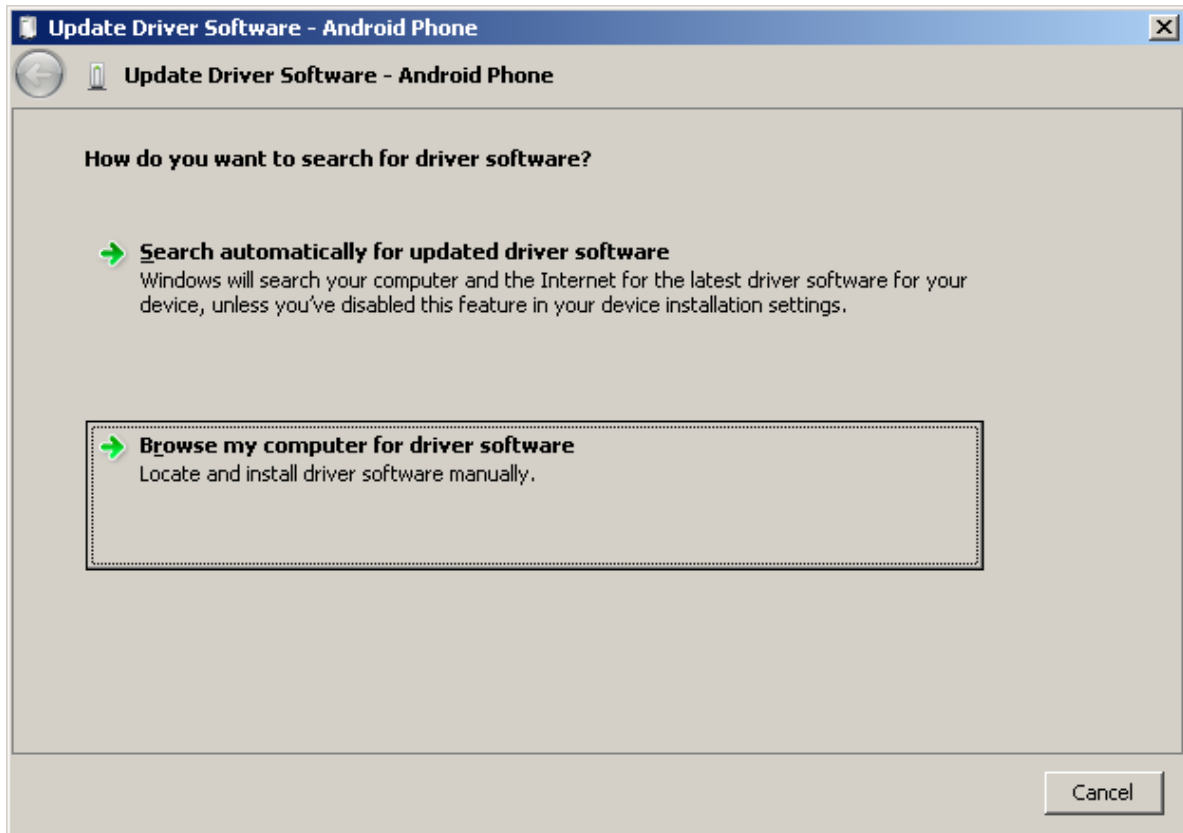 Update Driver Software - Android Phone
Update Driver Software - Android Phone
How do you want to search for driver software?
Search automatically for updated driver software
Windows will search your computer and the Internet for the latest driver software for your
device, unless you've disabled this feature in your device installation settings.
Browse my computer for driver software
Locate and install driver software manually.
Cancel